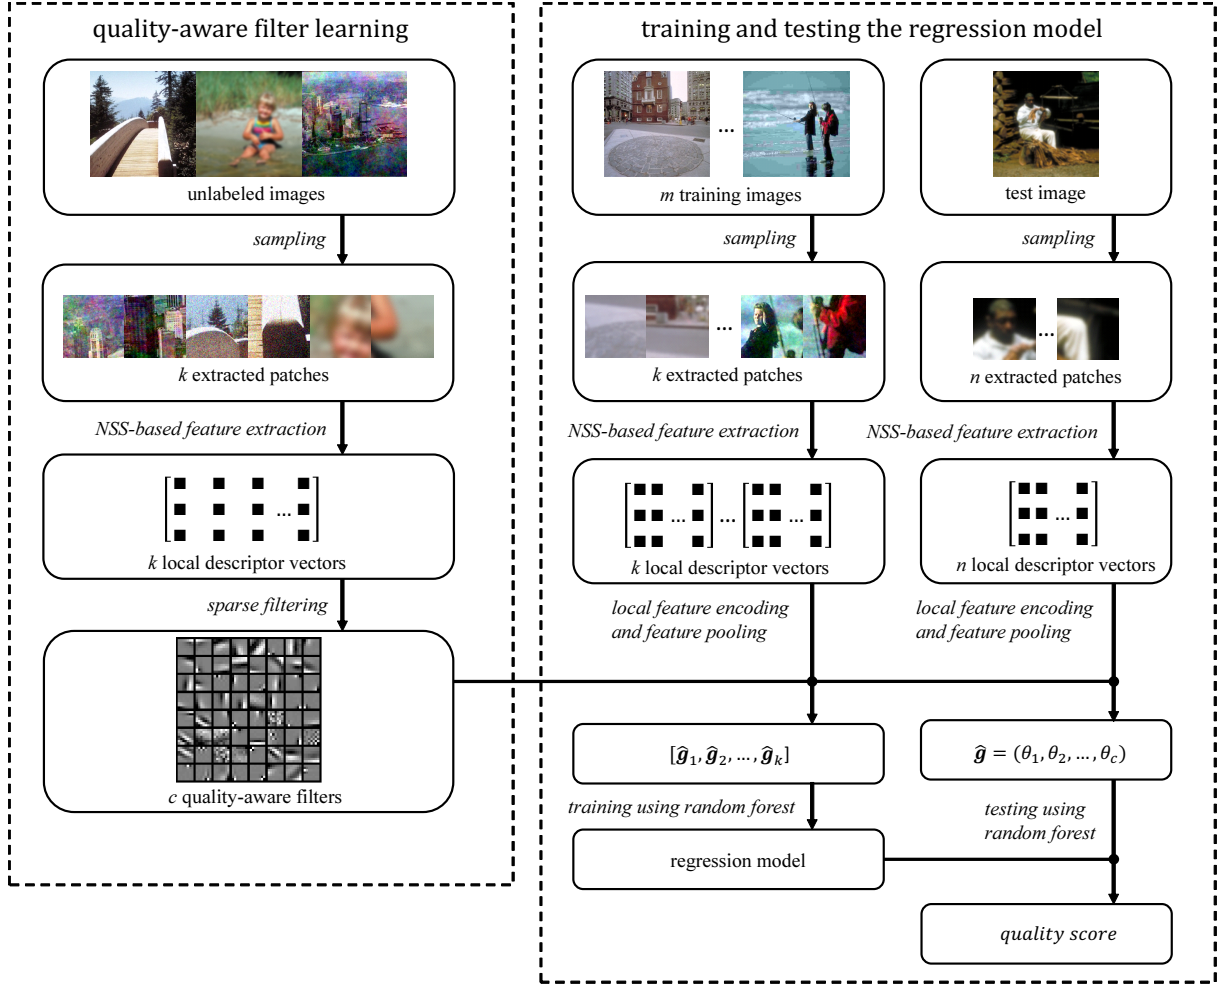 quality-aware filter learning
unlabeled images
sampling
k extracted patches
NSS-based feature extraction
...
k local descriptor vectors
sparse filtering
c quality-aware filters
training and testing the regression model
...
m training images
sampling
...
k extracted patches
NSS-based feature extraction
... ... ...
k local descriptor vectors
local feature encoding
and feature pooling
[ĝ₁, ĝ₂, ..., ĝₖ]
training using random forest
regression model
test image
sampling
...
n extracted patches
NSS-based feature extraction
...
n local descriptor vectors
local feature encoding
and feature pooling
ĝ = (θ₁, θ₂, ..., θ_c)
testing using
random forest
quality score